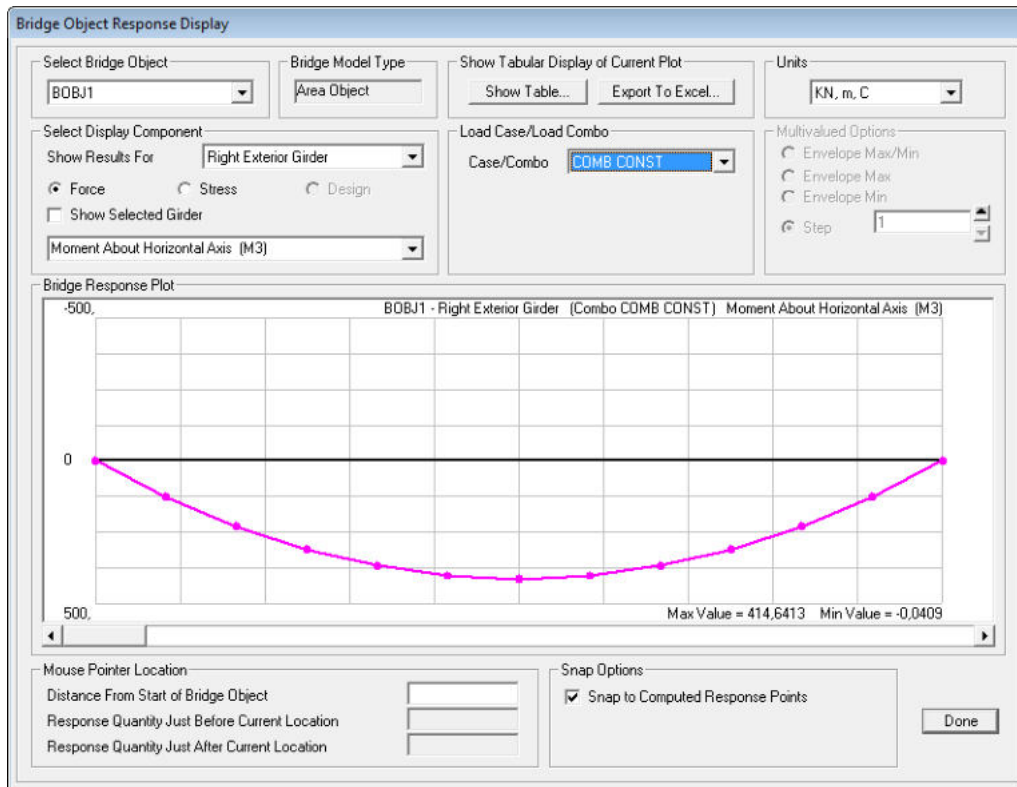 Bridge Object Response Display
Select Bridge Object
BOBJ1
Bridge Model Type
Area Object
Show Tabular Display of Current Plot
Show Table...
Export To Excel...
Units
KN, m, C
Select Display Component
Show Results For
Right Exterior Girder
Force
Stress
Design
Show Selected Girder
Moment About Horizontal Axis (M3)
Load Case/Load Combo
Case/Combo
COMB CONST
Multivalued Options
Envelope Max/Min
Envelope Max
Envelope Min
Step
1
Bridge Response Plot
-500,
BOBJ1 - Right Exterior Girder (Combo COMB CONST) Moment About Horizontal Axis (M3)
0
500,
Max Value = 414,6413 Min Value = -0,0409
Mouse Pointer Location
Distance From Start of Bridge Object
Response Quantity Just Before Current Location
Response Quantity Just After Current Location
Snap Options
Snap to Computed Response Points
Done